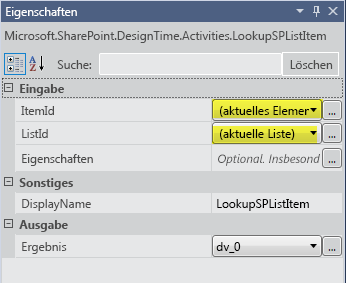 Eigenschaften
Microsoft.SharePoint.DesignTime.Activities.LookupSPListItem
A Z Suche: Löschen
Eingabe
ItemId (aktuelles Elemen ...
ListId (aktuelle Liste) ...
Eigenschaften Optional. Insbesond ...
Sonstiges
DisplayName LookupSPListItem
Ausgabe
Ergebnis dv_0 ...